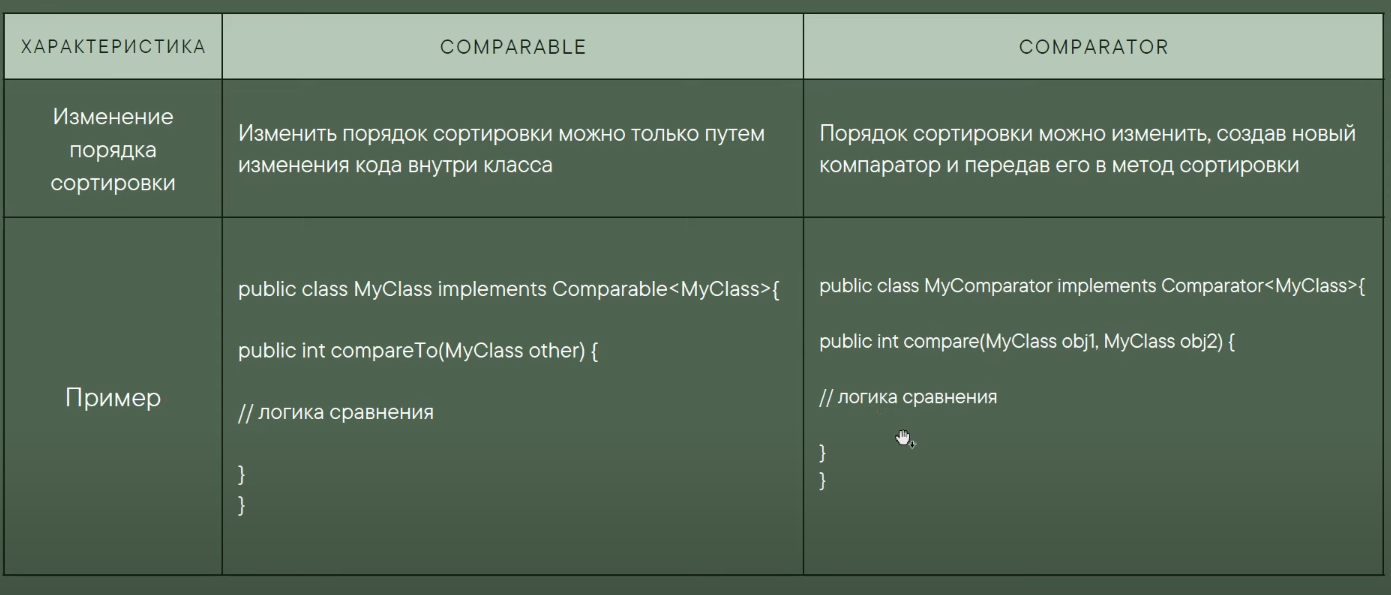 ХАРАКТЕРИСТИКА
COMPARABLE
COMPARATOR
Изменение
порядка
сортировки
Изменить порядок сортировки можно только путем
изменения кода внутри класса
Порядок сортировки можно изменить, создав новый
компаратор и передав его в метод сортировки
Пример
public class MyClass implements Comparable<MyClass>{
public int compareTo(MyClass other) {
// логика сравнения
}
}
public class MyComparator implements Comparator<MyClass>{
public int compare(MyClass obj1, MyClass obj2) {
// логика сравнения
}
}